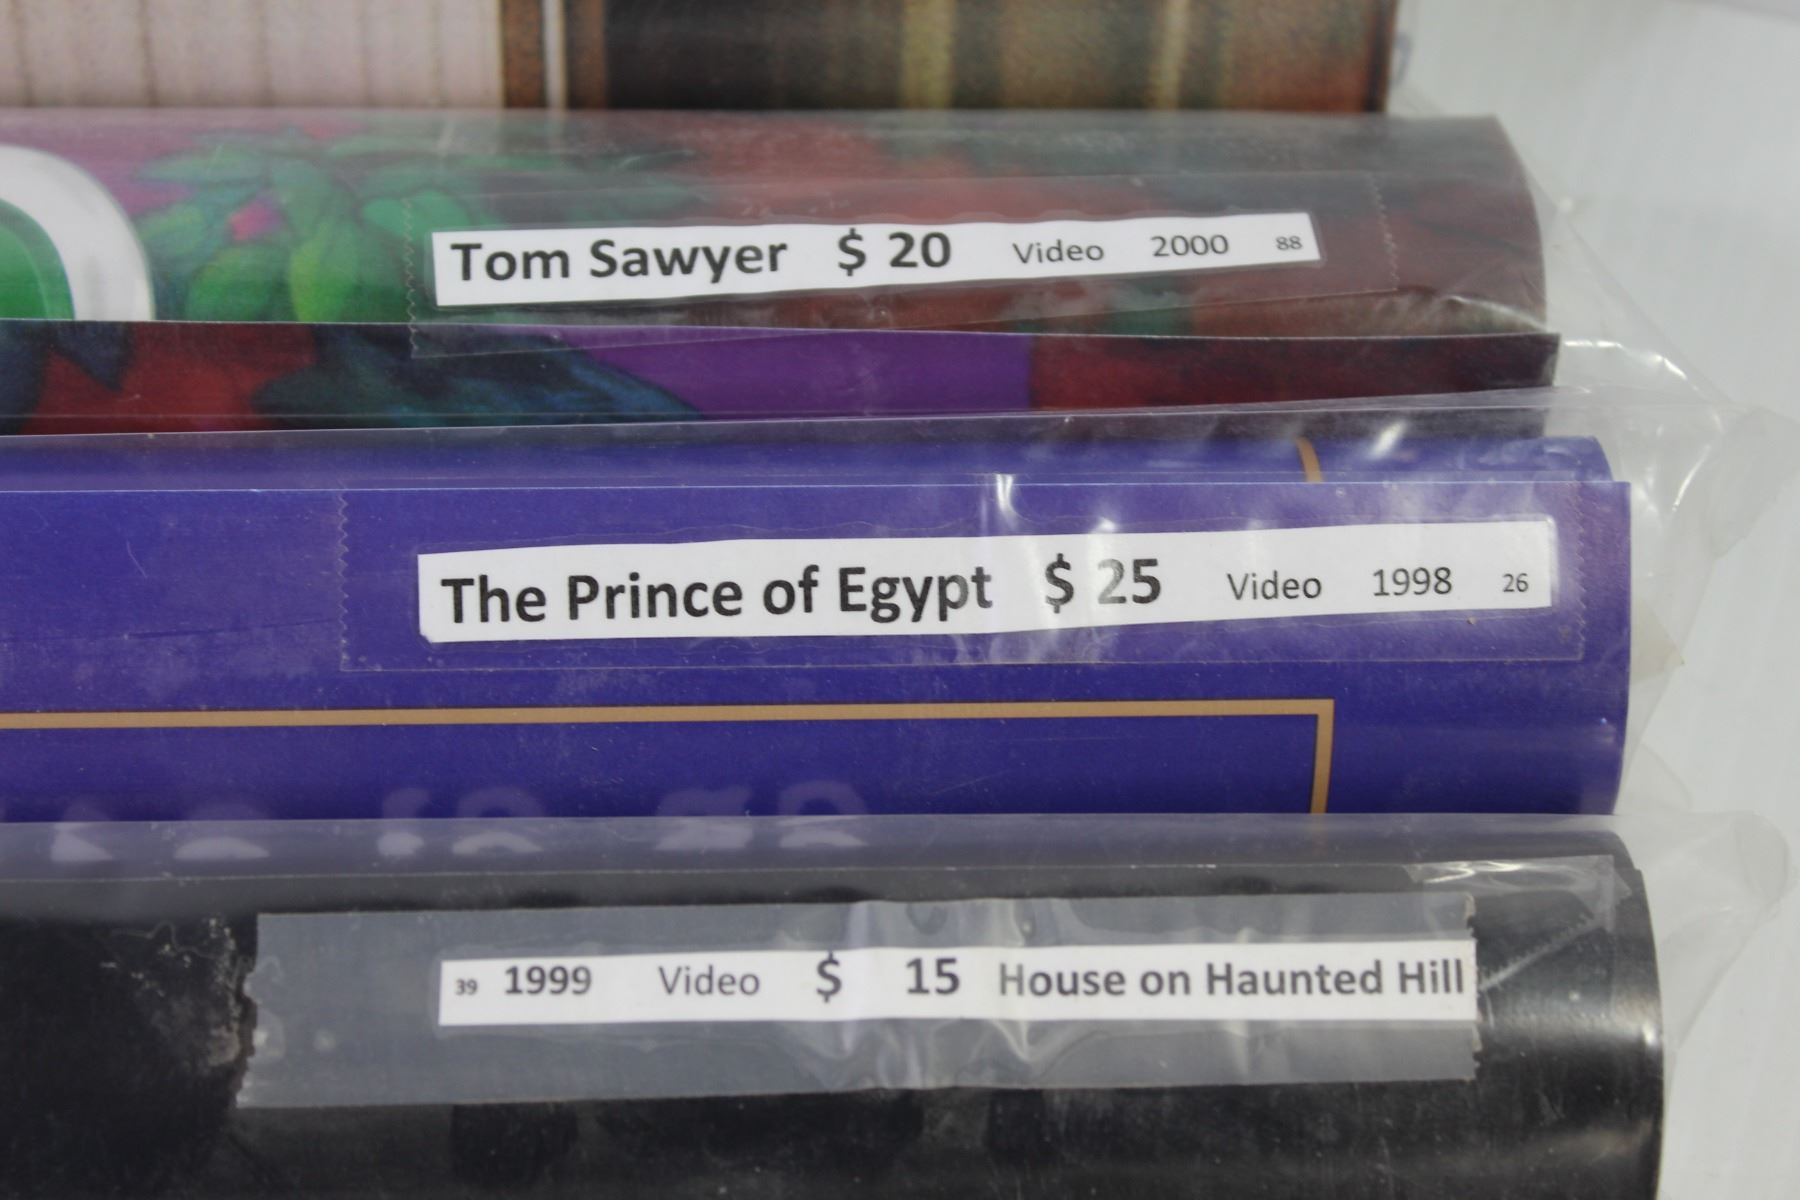 Tom Sawyer $ 20 Video 2000 88
The Prince of Egypt $ 25 Video 1998 26
39 1999 Video $ 15 House on Haunted Hill